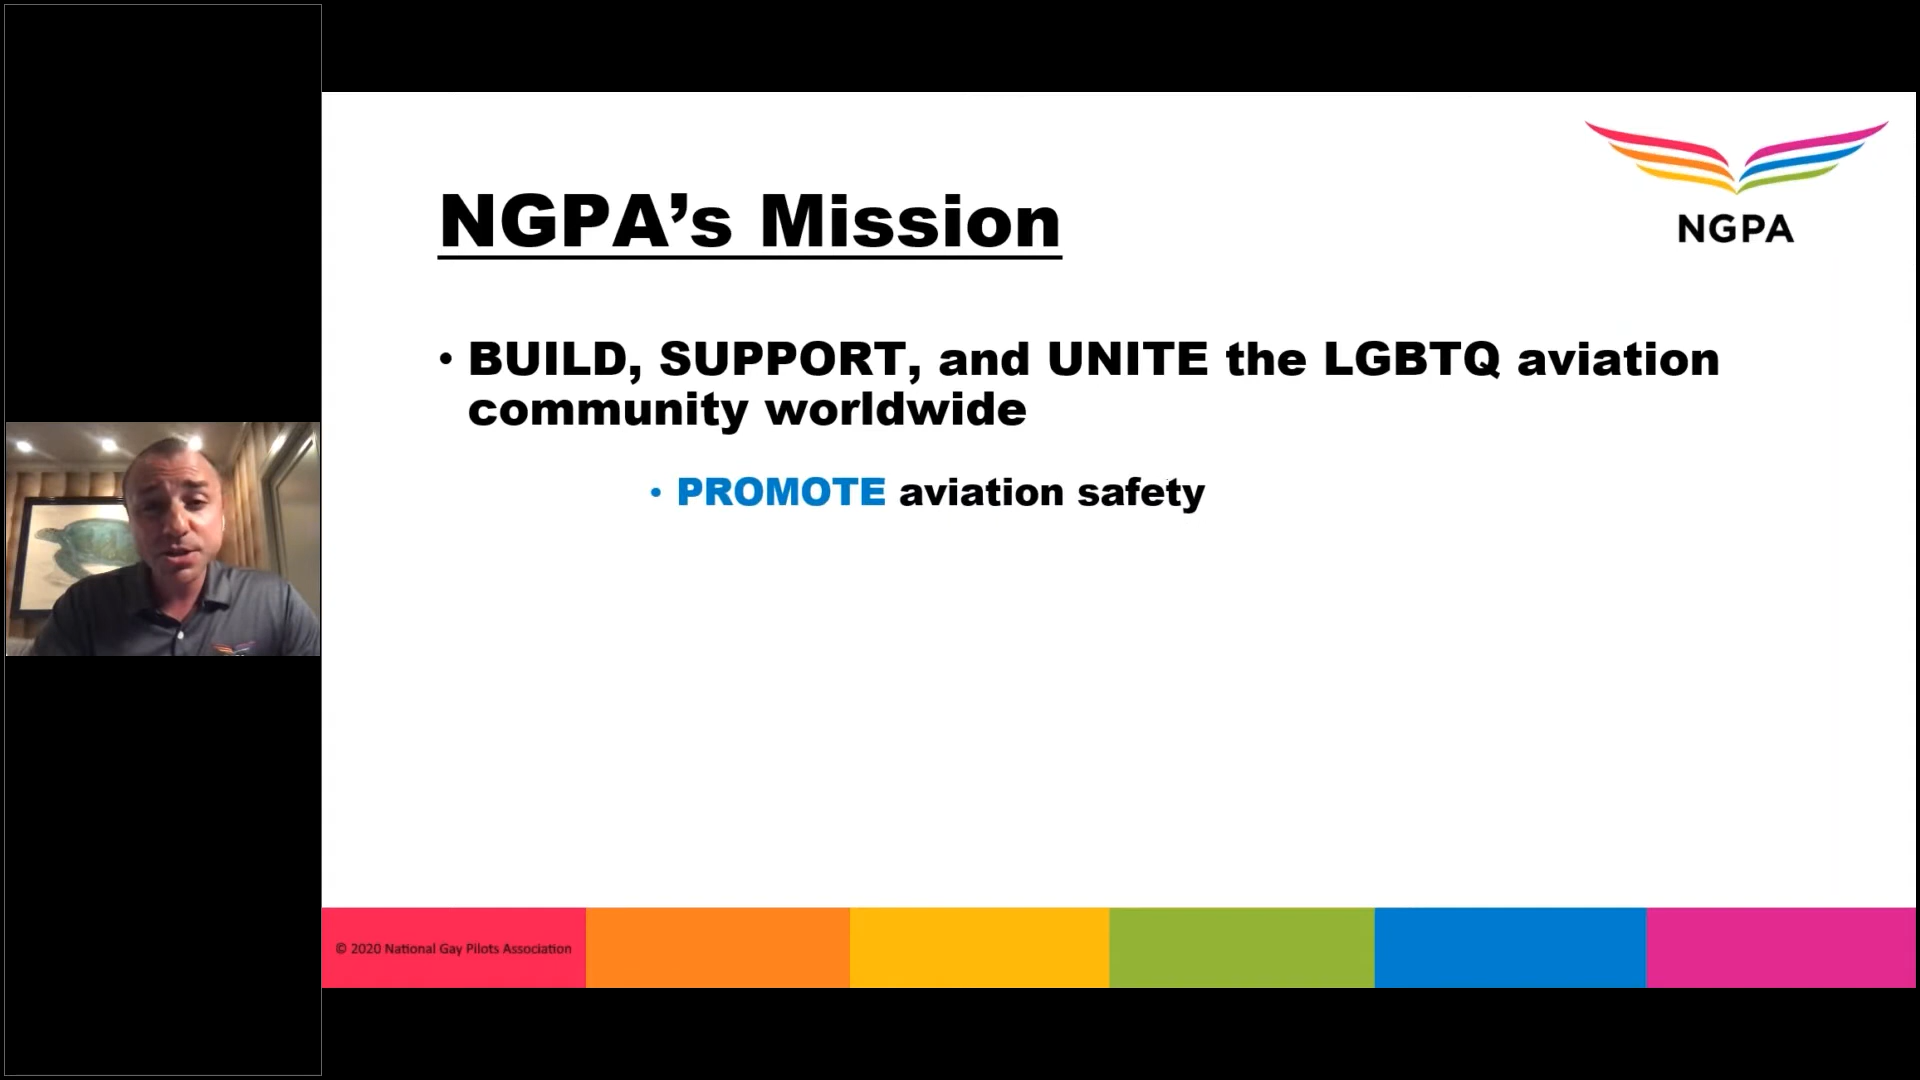 NGPA
NGPA’s Mission
• BUILD, SUPPORT, and UNITE the LGBTQ aviation
community worldwide
• PROMOTE aviation safety
© 2020 National Gay Pilots Association